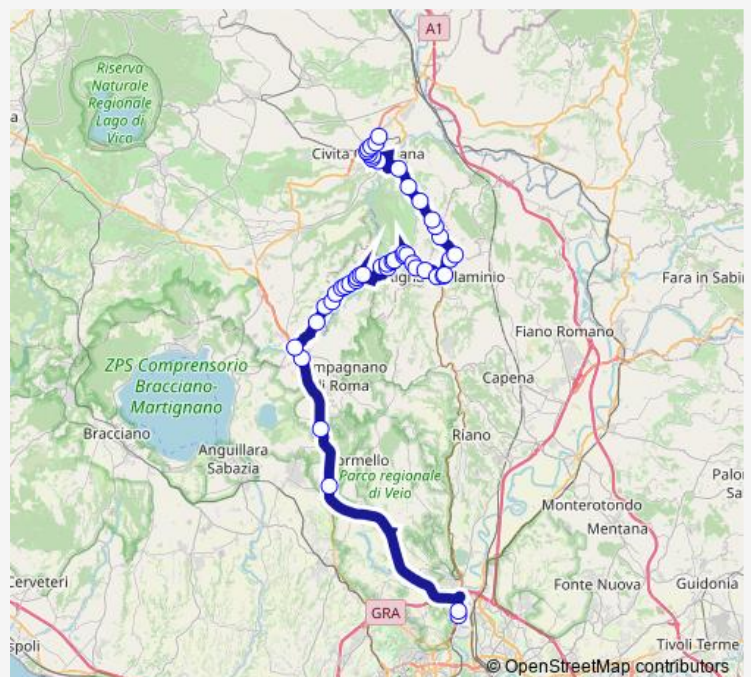 A1
Riserva
Naturale
Regionale
Lago di
Vico
Civita
ana
Flaminio
Fara in Sabi
Fiano Romano
ZPS Comprensorio
Bracciano-
Martignano
mpagnano
di Roma
Capena
Bracciano
Anguillara
Sabazia
Riano
ormello
Parco regionale
di Veio
Palo
Sa
Monterotondo
Mentana
Cerveteri
Fonte Nuova
Guidonia
GRA
spoli
Tivoli Terme
© OpenStreetMap contributors